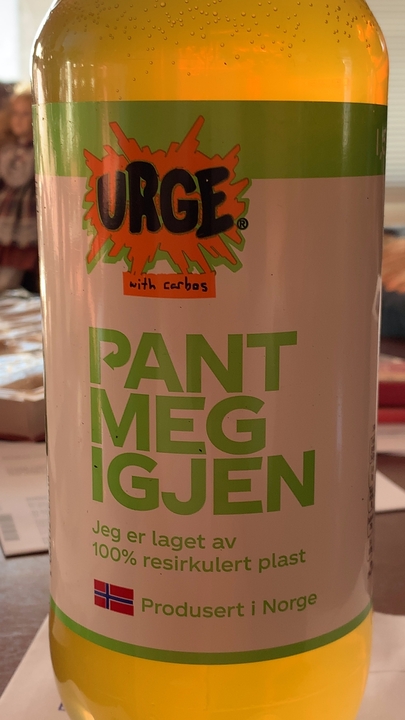 URGE®
with carbos
PANT
MEG
IGJEN
Jeg er laget av
100% resirkulert plast
Produsert i Norge